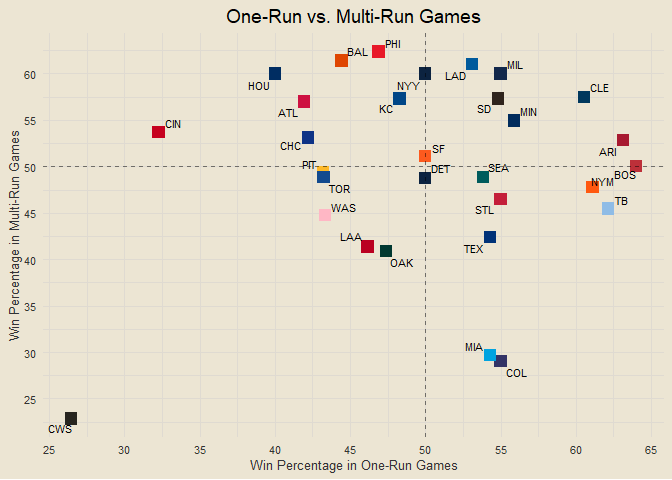 One-Run vs. Multi-Run Games
PHI
BAL
MIL
HOU
NYY
LAD
CLE
ATL
KC
SD
MIN
CIN
CHC
ARI
SF
PIT
DET
SEA
BOS
TOR
NYM
WAS
STL
TB
LAA
OAK
TEX
MIA
COL
CWS
60
55
50
45
40
35
30
25
25
30
35
40
45
50
55
60
65
Win Percentage in Multi-Run Games
Win Percentage in One-Run Games